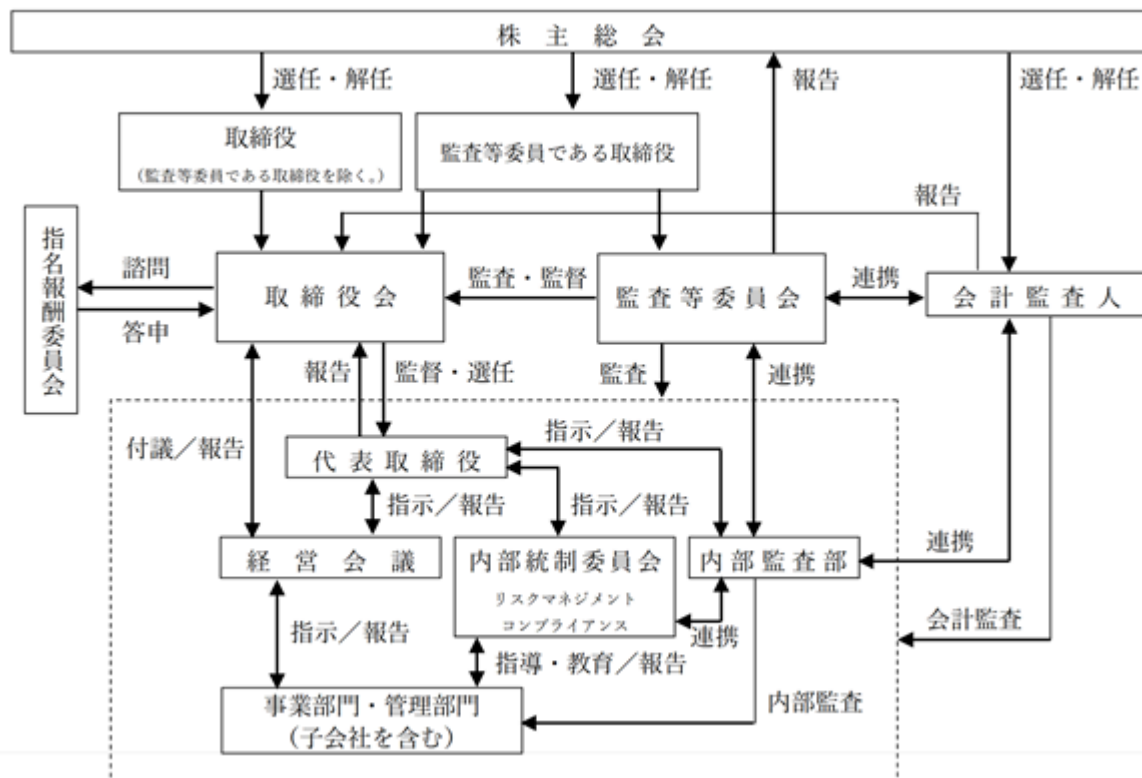 株主総会
選任・解任
選任・解任
報告
選任・解任
取締役
（監査等委員である取締役を除く。）
監査等委員である取締役
報告
指名報酬委員会
諮問
答申
取締役会
監査・監督
監査等委員会
連携
会計監査人
報告
監督・選任
監査
連携
付議／報告
代表取締役
指示／報告
指示／報告
指示／報告
経営会議
内部統制委員会
リスクマネジメント
コンプライアンス
内部監査部
連携
連携
会計監査
指示／報告
指導・教育／報告
内部監査
事業部門・管理部門
（子会社を含む）